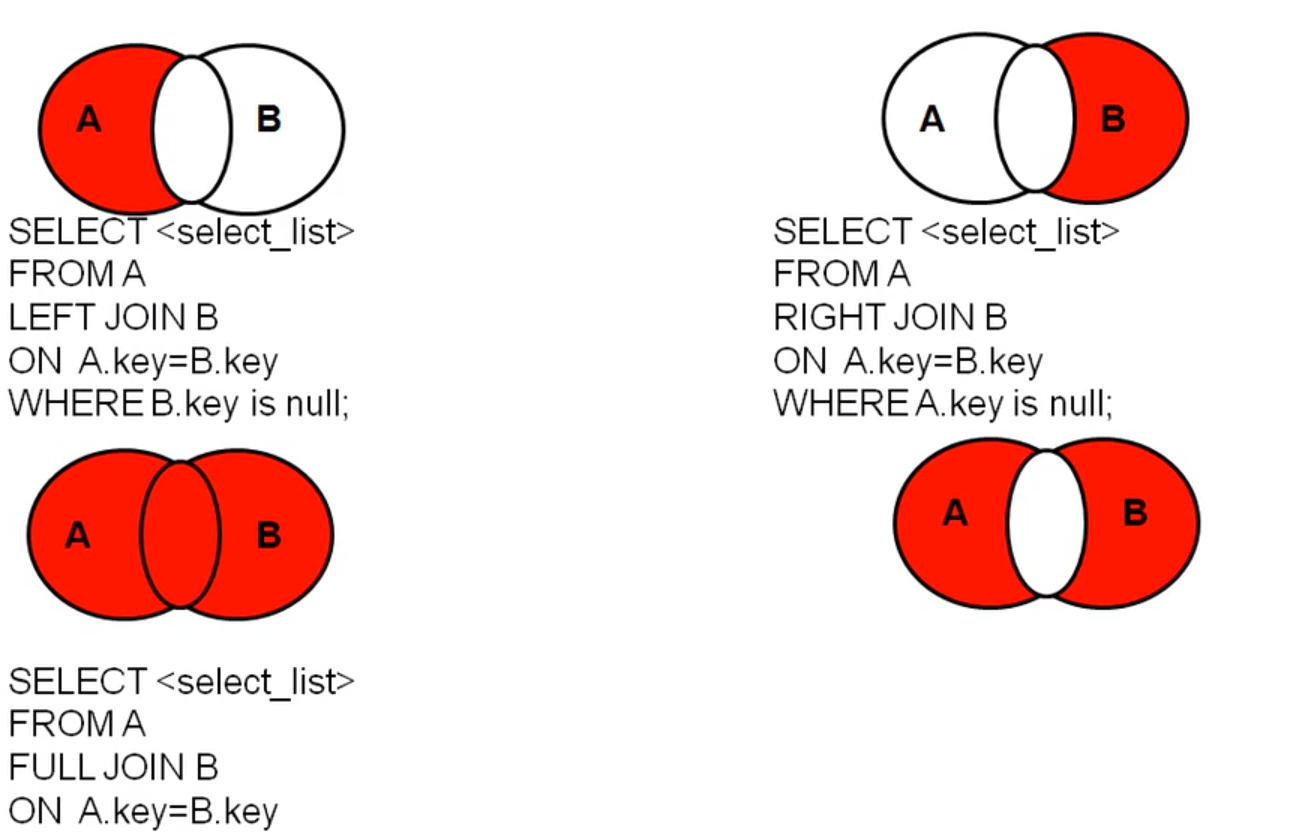 A B
SELECT <select_list>
FROM A
LEFT JOIN B
ON A.key=B.key
WHERE B.key is null;
A B
SELECT <select_list>
FROM A
RIGHT JOIN B
ON A.key=B.key
WHERE A.key is null;
A B
SELECT <select_list>
FROM A
FULL JOIN B
ON A.key=B.key
A B